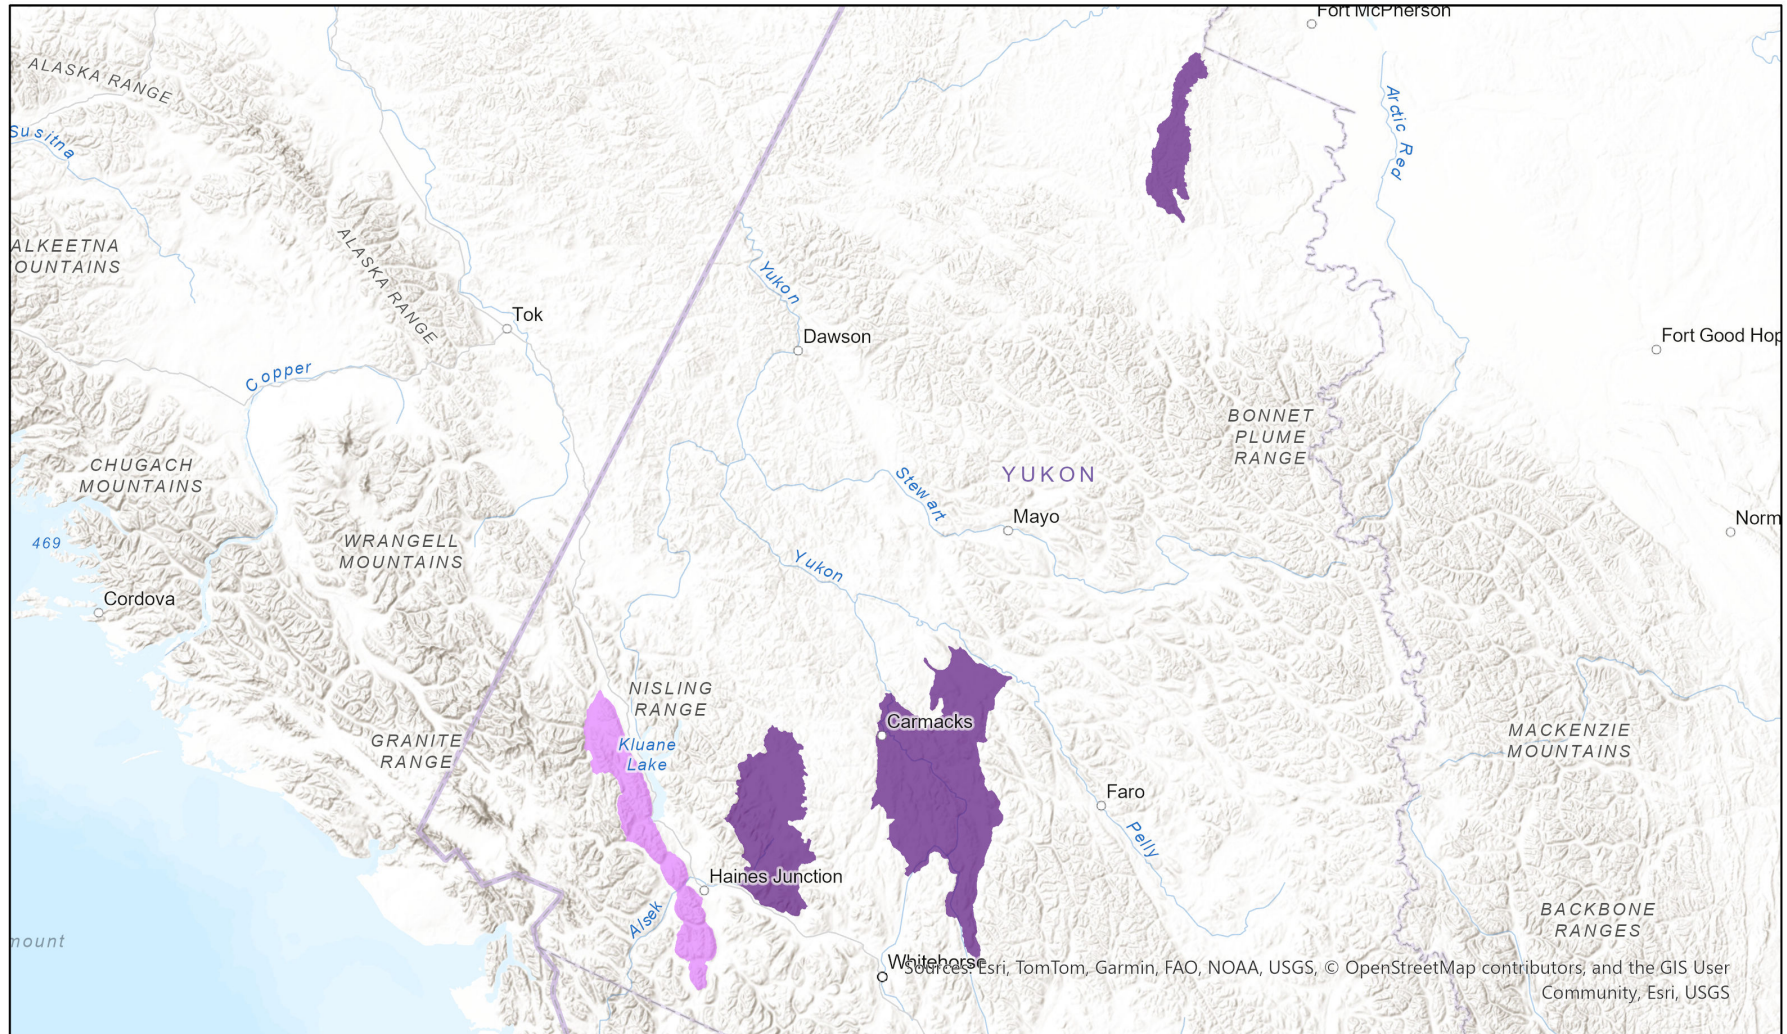 Fort McPherson
ALASKA RANGE
Susitna
Arctic Red
ALKEETNA
OUNTAINS
ALASKA RANGE
Yukon
Tok
Dawson
Fort Good Hop
Copper
BONNET
PLUME
RANGE
CHUGACH
MOUNTAINS
YUKON
Stewart
Mayo
Norm
469
WRANGELL
MOUNTAINS
Yukon
Cordova
NISLING
RANGE
Carmacks
GRANITE
RANGE
Kluane
Lake
MACKENZIE
MOUNTAINS
Faro
Pelly
Haines Junction
Alsek
BACKBONE
RANGES
mount
Whitehorse
Sources: Esri, TomTom, Garmin, FAO, NOAA, USGS, © OpenStreetMap contributors, and the GIS User
Community, Esri, USGS